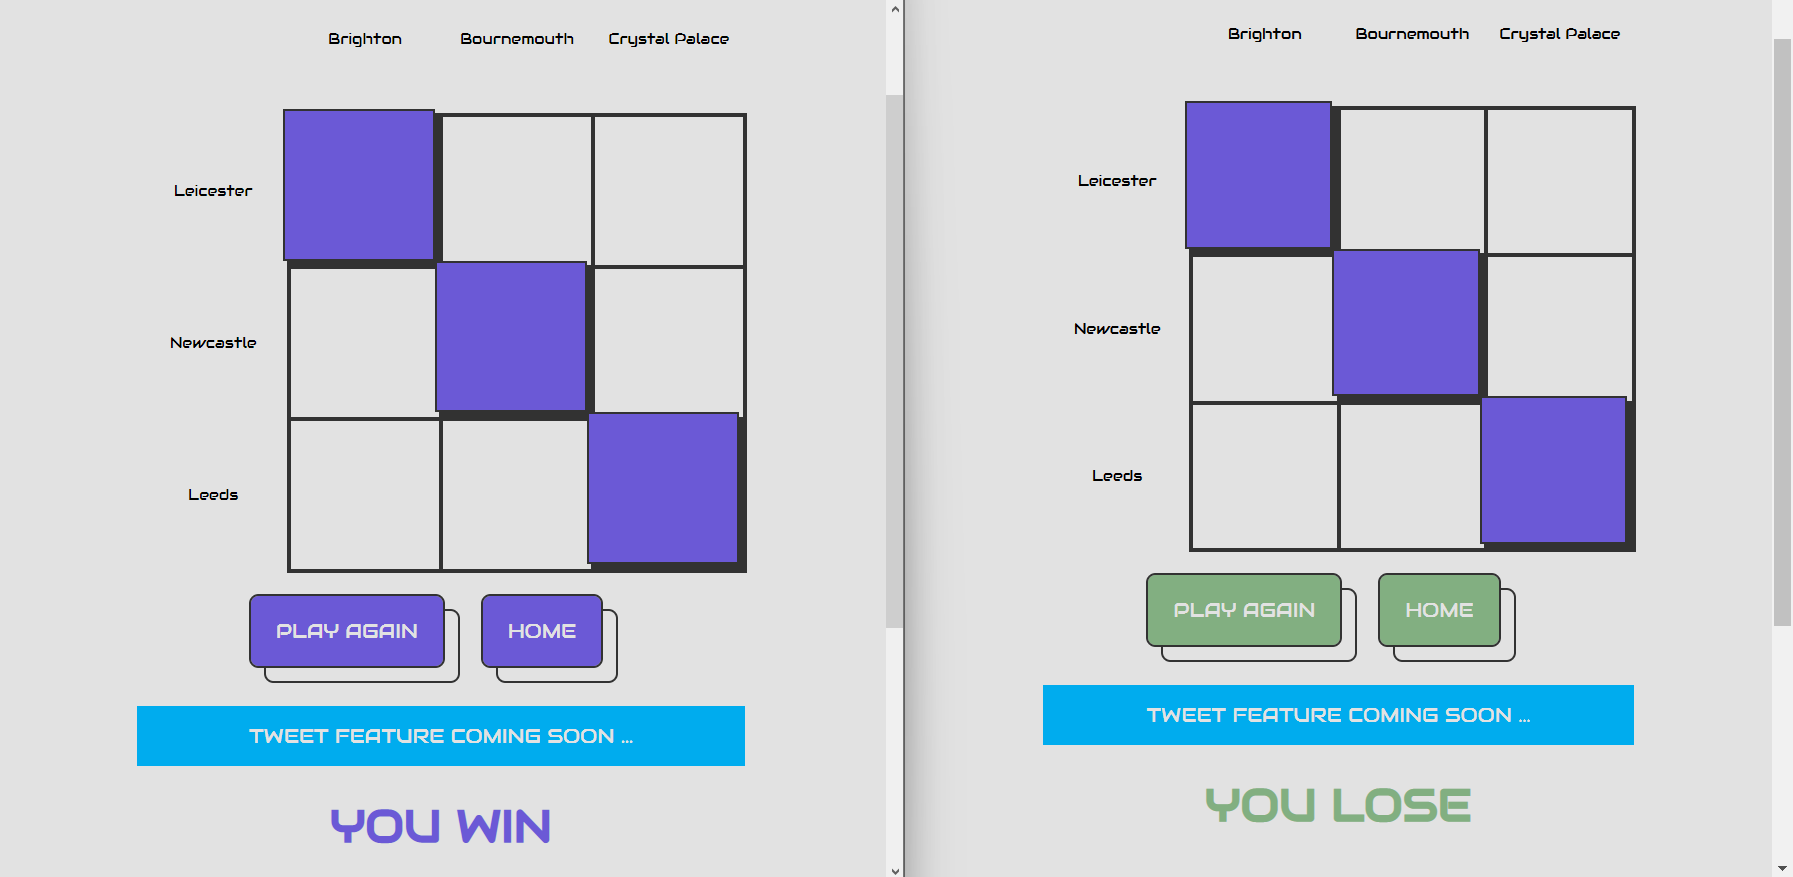 Brighton Bournemouth Crystal Palace
Leicester
Newcastle
Leeds
PLAY AGAIN HOME
TWEET FEATURE COMING SOON ...
YOU WIN
Brighton Bournemouth Crystal Palace
Leicester
Newcastle
Leeds
PLAY AGAIN HOME
TWEET FEATURE COMING SOON ...
YOU LOSE